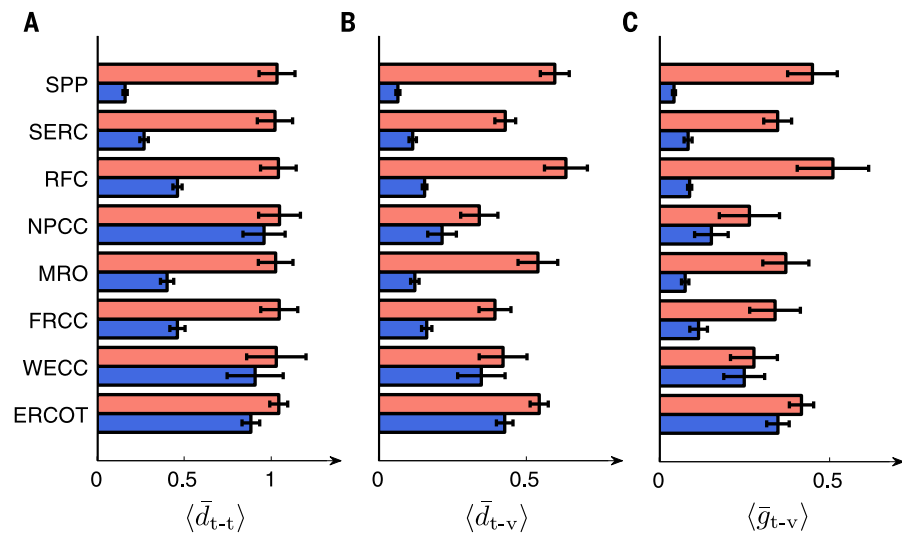 A B C
SPP
SERC
RFC
NPCC
MRO
FRCC
WECC
ERCOT
0 0.5 1 0 0.5 0 0.5
⟨d̄t-t⟩ ⟨d̄t-v⟩ ⟨ḡt-v⟩